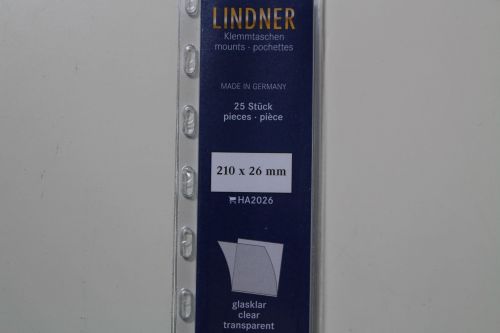 LINDNER
Klemmtaschen
mounts · pochettes
MADE IN GERMANY
25 Stück
pieces · pièce
210 x 26 mm
HA2026
glasklar
clear
transparent